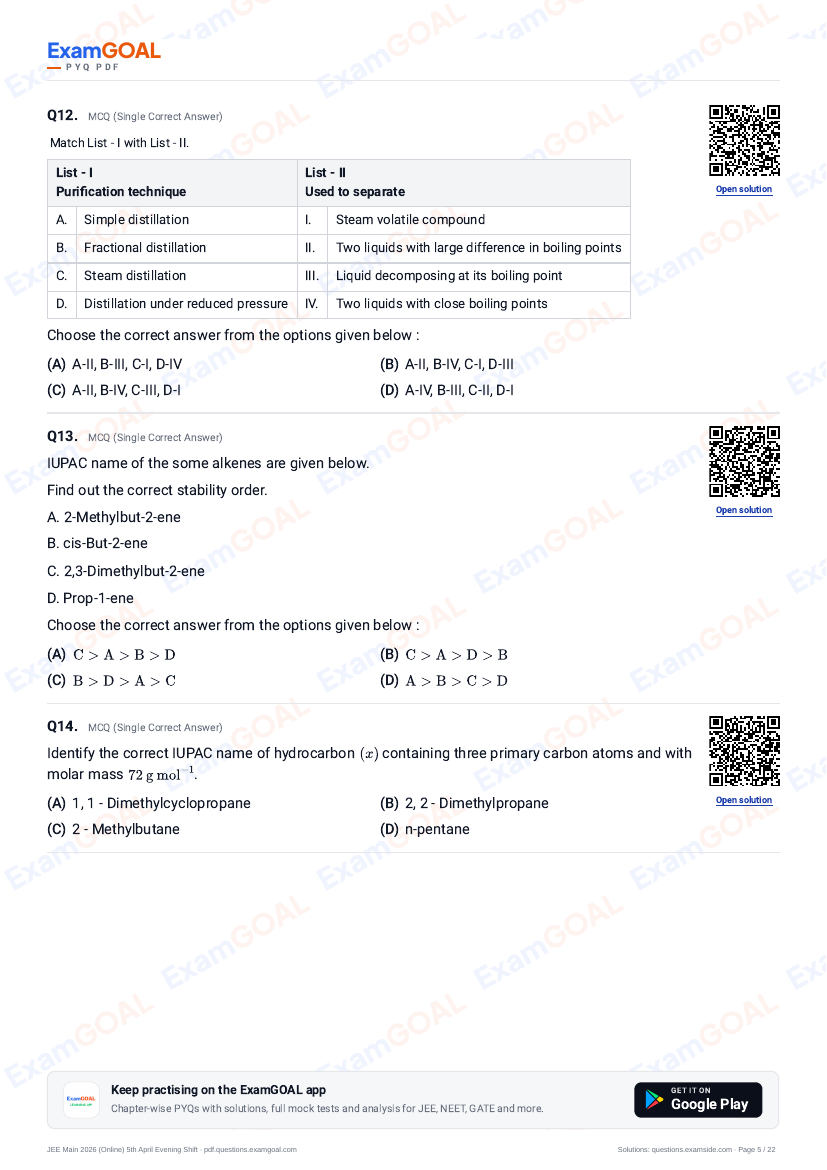 ExamGOAL
PYQ PDF
Q12. MCQ (Single Correct Answer)
Match List - I with List - II.
List - I List - II
Purification technique Used to separate
A. Simple distillation I. Steam volatile compound
B. Fractional distillation II. Two liquids with large difference in boiling points
C. Steam distillation III. Liquid decomposing at its boiling point
D. Distillation under reduced pressure IV. Two liquids with close boiling points
Choose the correct answer from the options given below :
(A) A-II, B-III, C-I, D-IV (B) A-II, B-IV, C-I, D-III
(C) A-II, B-IV, C-III, D-I (D) A-IV, B-III, C-II, D-I
Open solution
Q13. MCQ (Single Correct Answer)
IUPAC name of the some alkenes are given below.
Find out the correct stability order.
A. 2-Methylbut-2-ene
B. cis-But-2-ene
C. 2,3-Dimethylbut-2-ene
D. Prop-1-ene
Choose the correct answer from the options given below :
(A) C > A > B > D (B) C > A > D > B
(C) B > D > A > C (D) A > B > C > D
Open solution
Q14. MCQ (Single Correct Answer)
Identify the correct IUPAC name of hydrocarbon (x) containing three primary carbon atoms and with
molar mass 72 g mol⁻¹.
(A) 1, 1 - Dimethylcyclopropane (B) 2, 2 - Dimethylpropane
(C) 2 - Methylbutane (D) n-pentane
Open solution
ExamGOAL
Keep practising on the ExamGOAL app
Chapter-wise PYQs with solutions, full mock tests and analysis for JEE, NEET, GATE and more.
GET IT ON
Google Play
JEE Main 2026 (Online) 5th April Evening Shift · pdf.questions.examgoal.com Solutions: questions.examside.com · Page 5 / 22